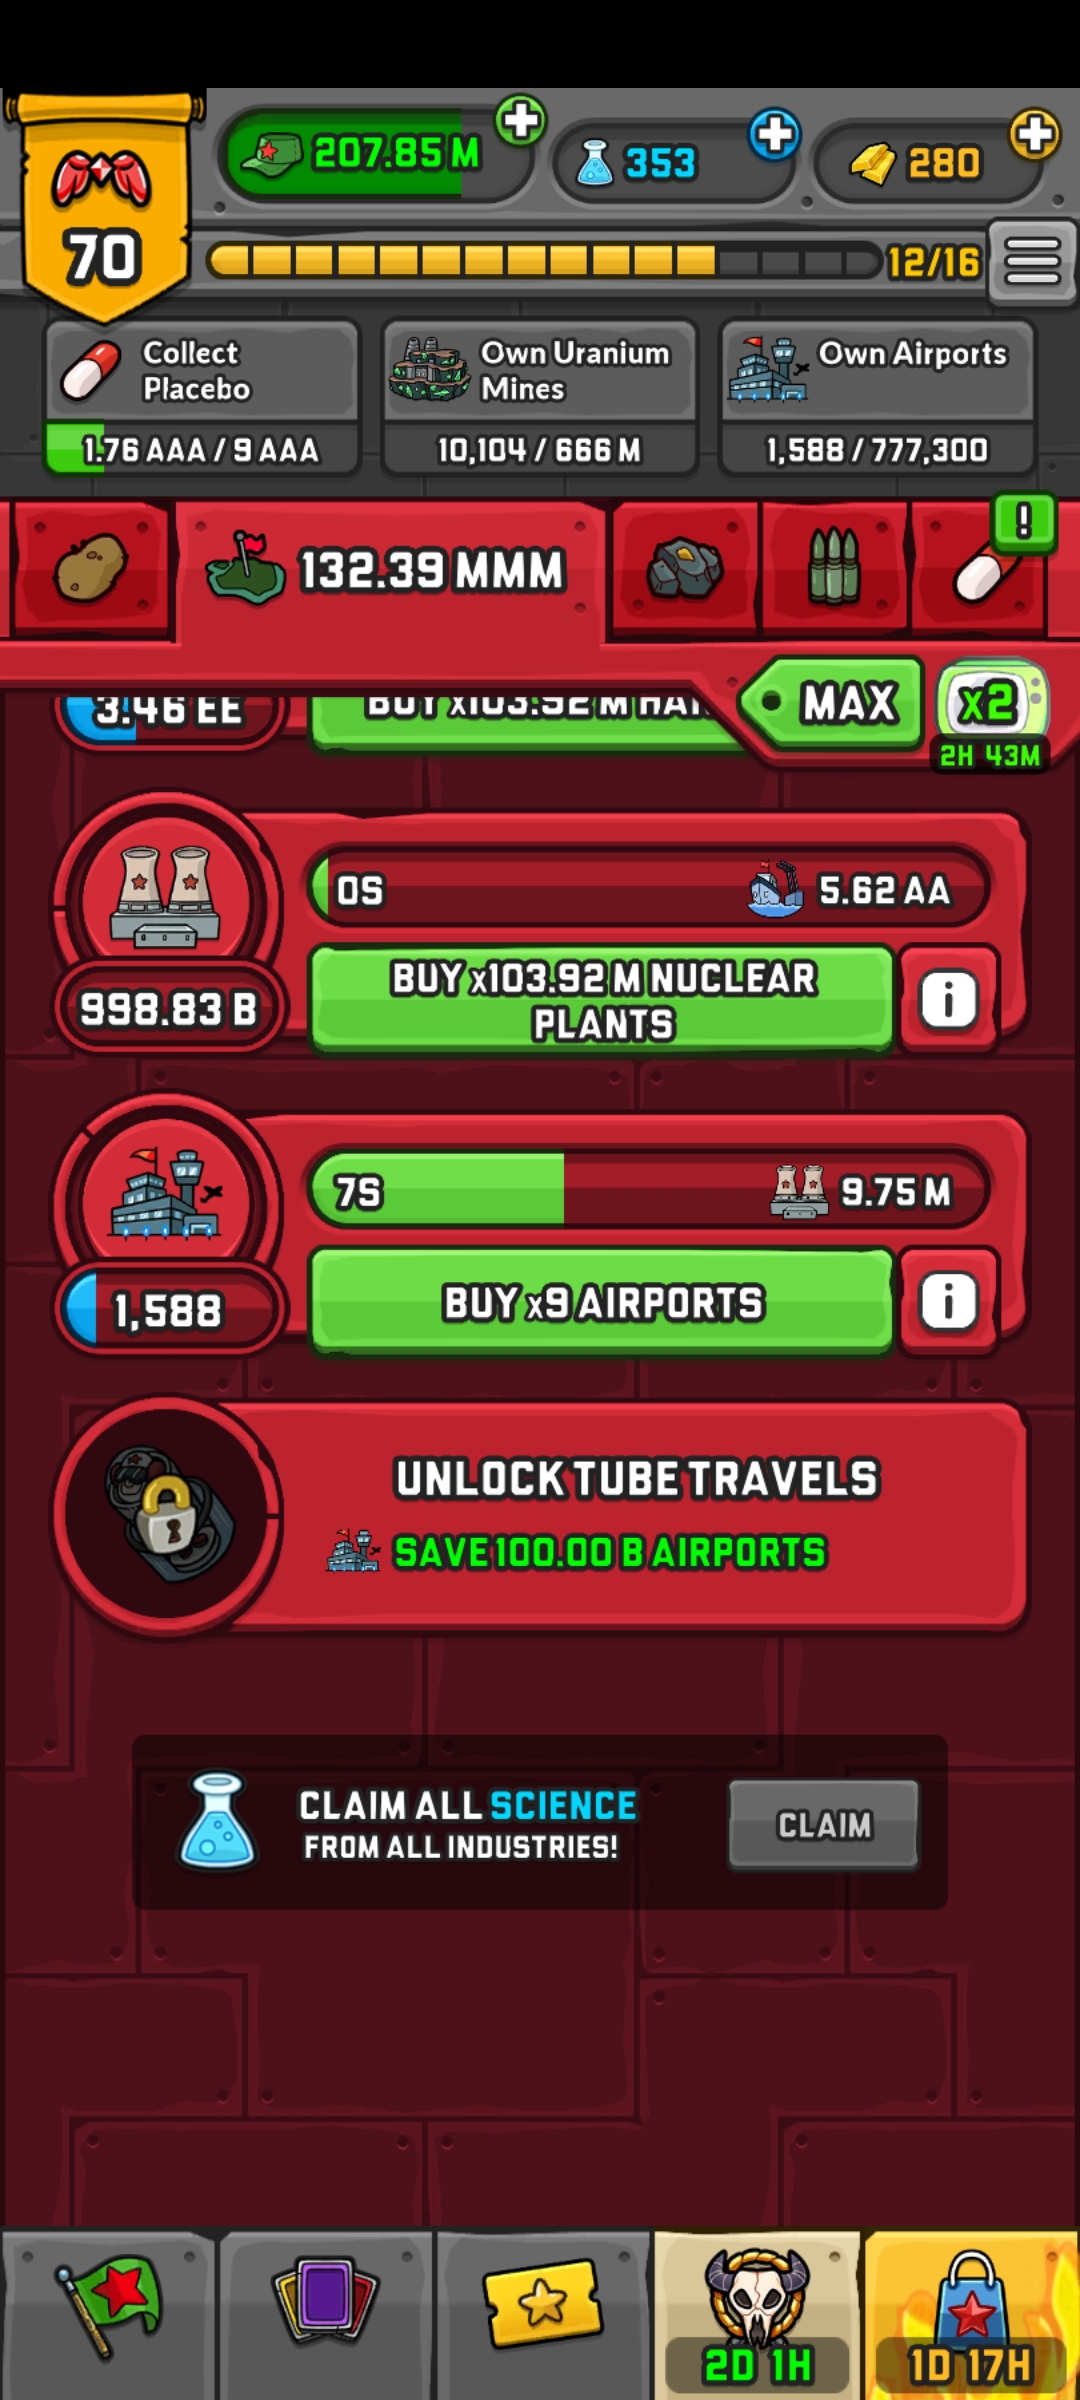 207.85 M
353
280
70
12/16
Collect
Placebo
Own Uranium
Mines
Own Airports
1.76 AAA / 9 AAA
10,104 / 666 M
1,588 / 777,300
!
132.39 MMM
MAX
x2
2H 43M
3.46 EE
BUY x103.92 M
0S
5.62 AA
998.83 B
BUY x103.92 M NUCLEAR
PLANTS
i
7S
9.75 M
1,588
BUY x9 AIRPORTS
i
UNLOCK TUBE TRAVELS
SAVE 100.00 B AIRPORTS
CLAIM ALL SCIENCE
FROM ALL INDUSTRIES!
CLAIM
2D 1H
1D 17H